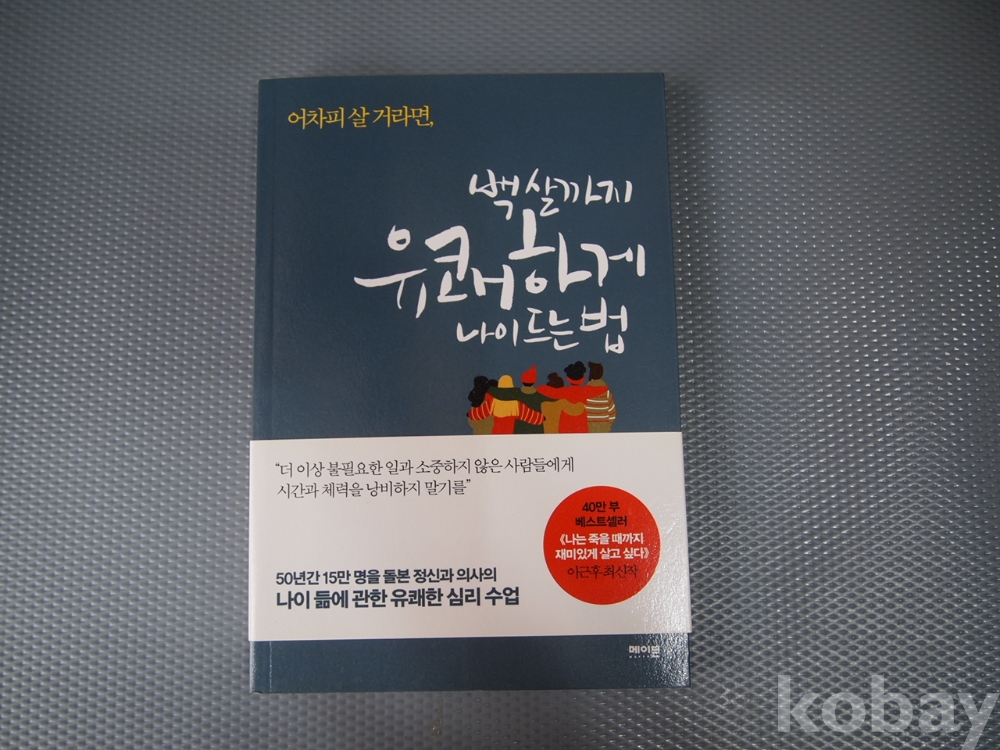 어차피 살 거라면,
백 살까지
유쾌하게
나이 드는 법
“더 이상 불필요한 일과 소중하지 않은 사람들에게
시간과 체력을 낭비하지 말기를”
40만 부
베스트셀러
《나는 죽을 때까지
재미있게 살고 싶다》
이근후 최신작
50년간 15만 명을 돌본 정신과 의사의
나이 듦에 관한 유쾌한 심리 수업
메이븐
kobay